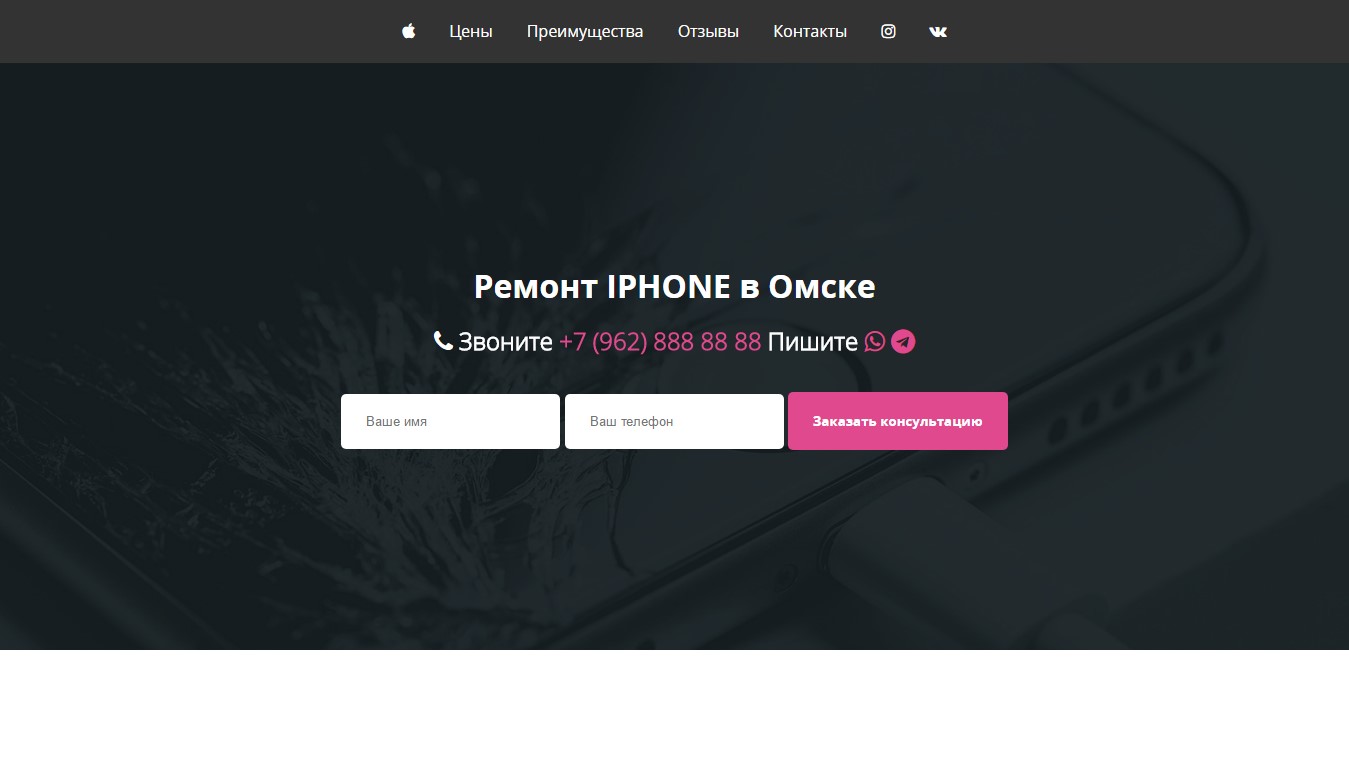 Цены Преимущества Отзывы Контакты
Ремонт IPHONE в Омске
Звоните +7 (962) 888 88 88 Пишите
Ваше имя Ваш телефон Заказать консультацию